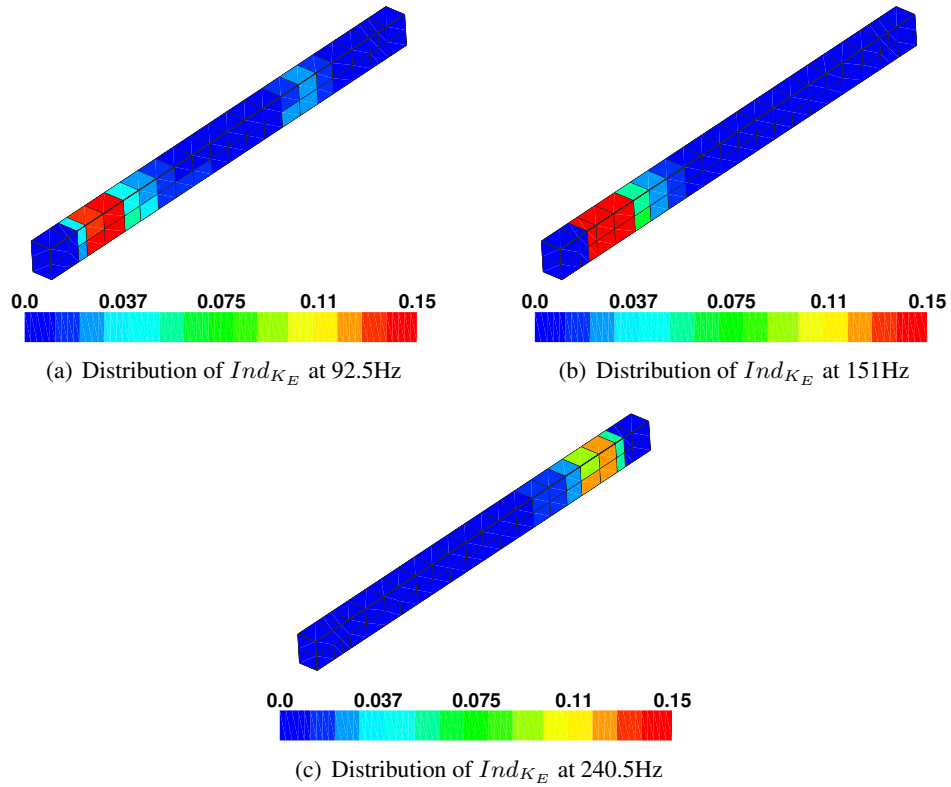 0.0 0.037 0.075 0.11 0.15
0.0 0.037 0.075 0.11 0.15
(a) Distribution of Ind_{K_E} at 92.5Hz
(b) Distribution of Ind_{K_E} at 151Hz
0.0 0.037 0.075 0.11 0.15
(c) Distribution of Ind_{K_E} at 240.5Hz